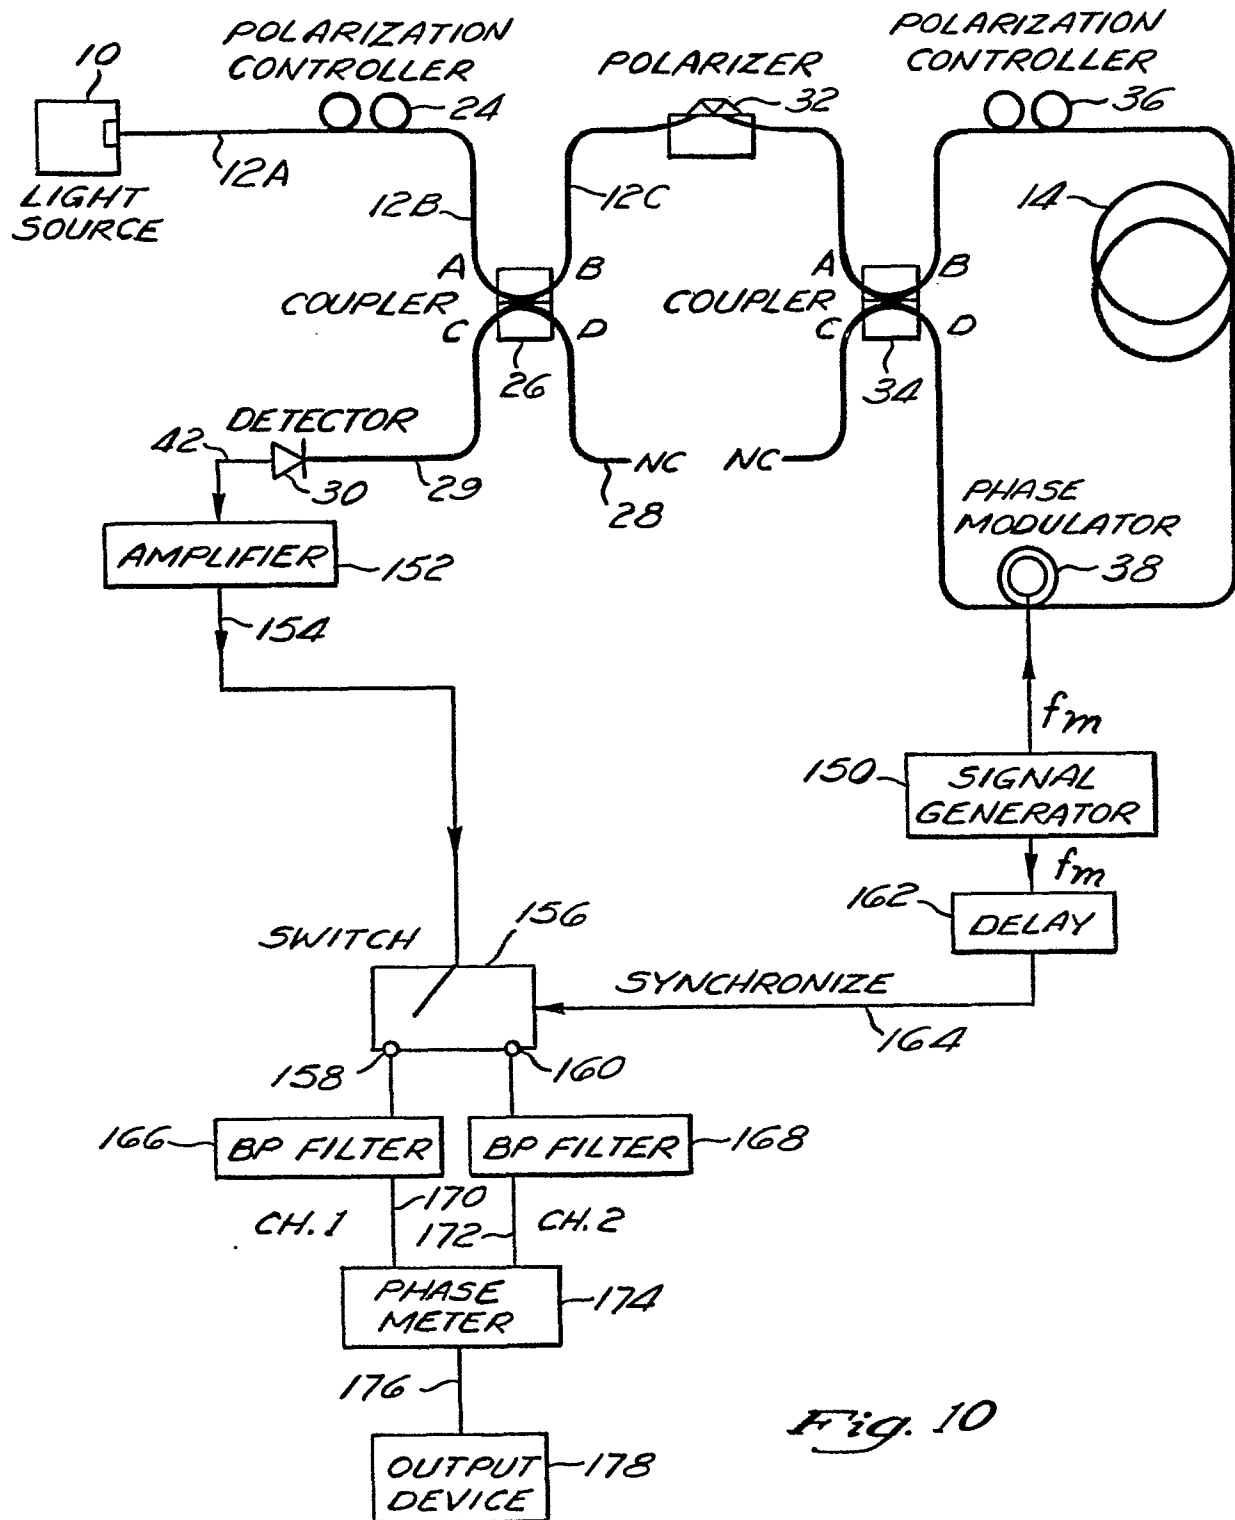 10
POLARIZATION
CONTROLLER
24
POLARIZER
32
POLARIZATION
CONTROLLER
36
LIGHT
SOURCE
12A
12B
12C
14
A
B
COUPLER
C
D
26
A
B
COUPLER
C
D
34
DETECTOR
42
30
29
NC
28
NC
PHASE
MODULATOR
38
AMPLIFIER
152
154
fm
150
SIGNAL
GENERATOR
fm
162
DELAY
SWITCH
156
SYNCHRONIZE
164
158
160
166
BP FILTER
BP FILTER
168
CH. 1
170
172
CH. 2
PHASE
METER
174
176
OUTPUT
DEVICE
178
Fig. 10